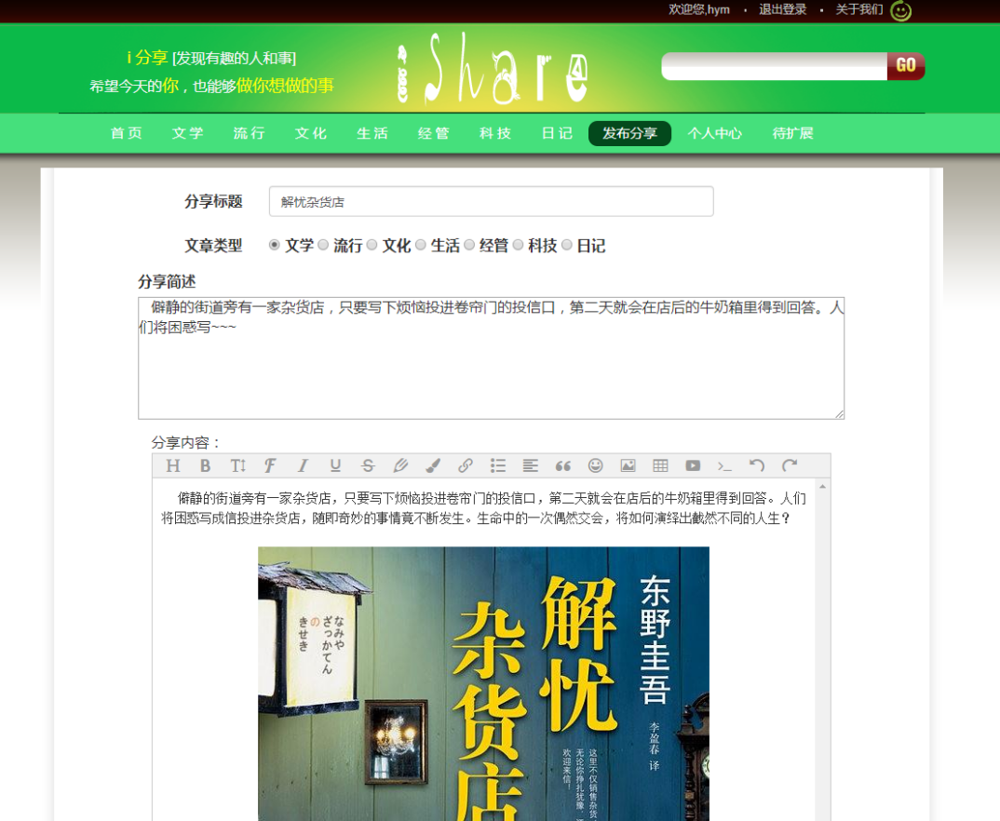 欢迎您,hym · 退出登录 · 关于我们
i 分享 [发现有趣的人和事]
希望今天的你，也能够做你想做的事
i Share
GO
首页 文学 流行 文化 生活 经管 科技 日记 发布分享 个人中心 待扩展
分享标题 解忧杂货店
文章类型 文学 流行 文化 生活 经管 科技 日记
分享简述
僻静的街道旁有一家杂货店，只要写下烦恼投进卷帘门的投信口，第二天就会在店后的牛奶箱里得到回答。人
们将困惑写~~~
分享内容：
僻静的街道旁有一家杂货店，只要写下烦恼投进卷帘门的投信口，第二天就会在店后的牛奶箱里得到回答。人们
将困惑写成信投进杂货店，随即奇妙的事情竟不断发生。生命中的一次偶然交会，将如何演绎出截然不同的人生？
なみや
ざっかてん
の
きせき
东野圭吾
李盈春 译
解忧
杂货店
这里不仅销售杂货
无论你挣扎犹豫
欢迎来信！